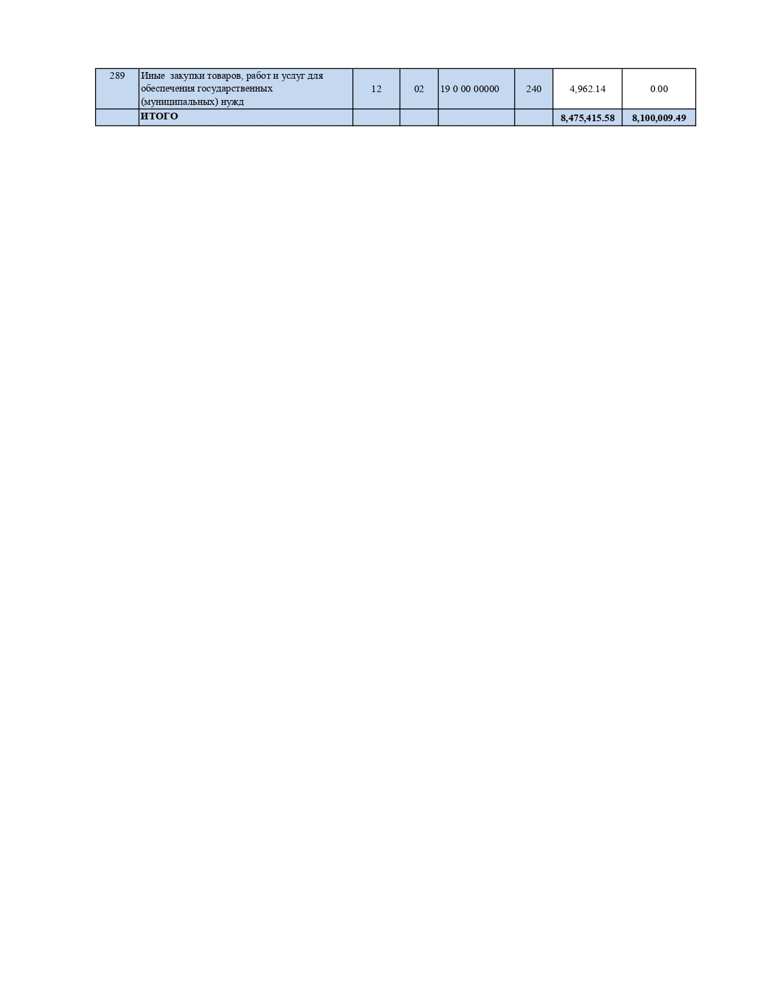 289 Иные закупки товаров, работ и услуг для
обеспечения государственных 12 02 19 0 00 00000 240 4,962.14 0.00
(муниципальных) нужд
ИТОГО 8,475,415.58 8,100,009.49